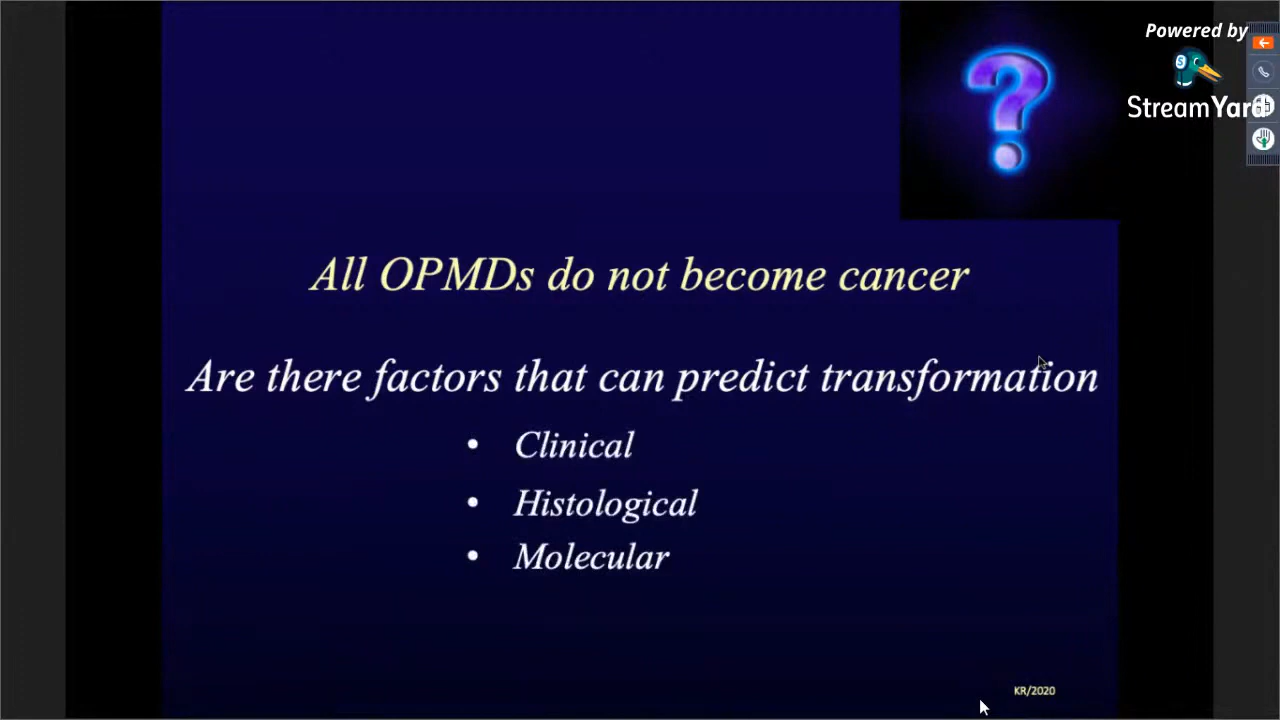 Powered by
StreamYard
All OPMDs do not become cancer
Are there factors that can predict transformation
• Clinical
• Histological
• Molecular
KR/2020